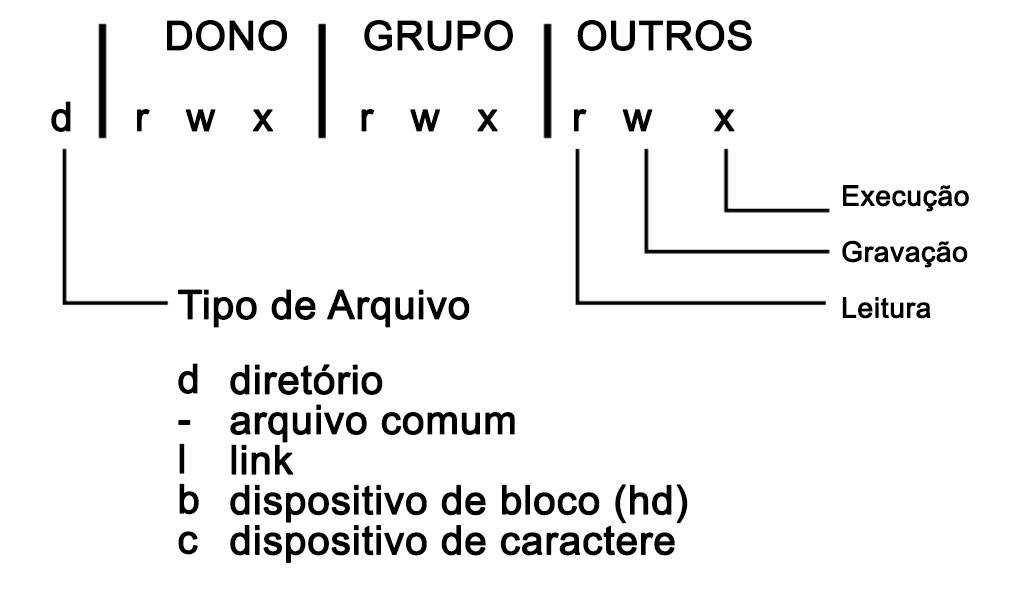 DONO GRUPO OUTROS
d r w x r w x r w x
Execução
Gravação
Leitura
Tipo de Arquivo
d diretório
- arquivo comum
l link
b dispositivo de bloco (hd)
c dispositivo de caractere